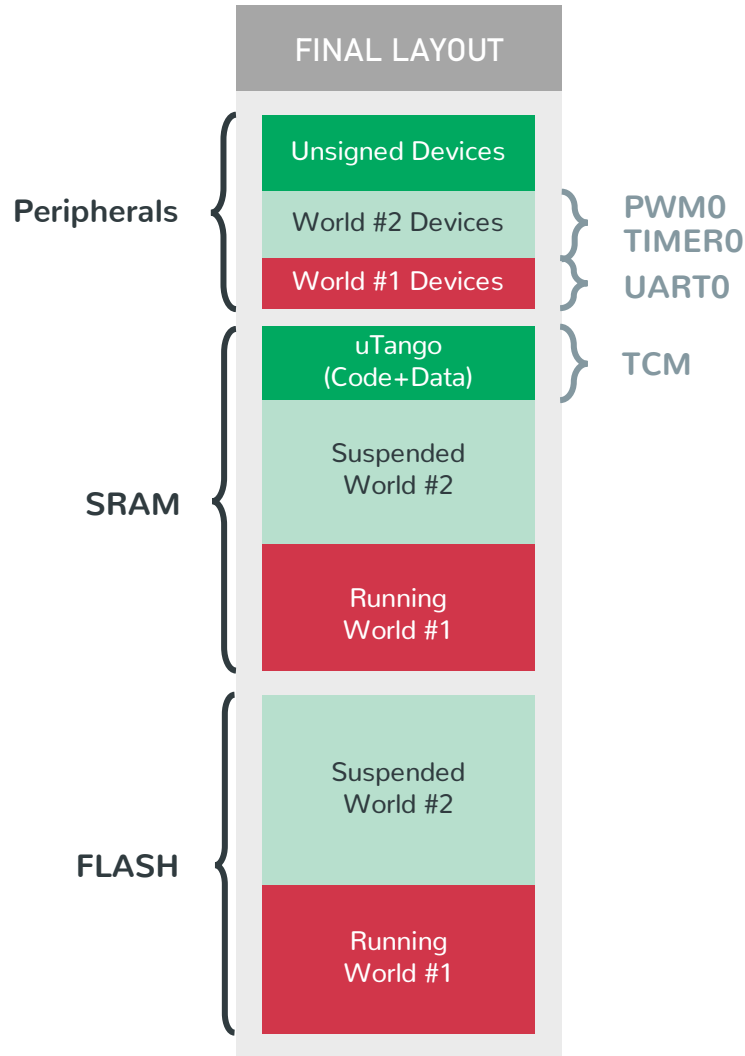 FINAL LAYOUT
Peripherals
Unsigned Devices
World #2 Devices
World #1 Devices
PWM0
TIMER0
UART0
SRAM
uTango
(Code+Data)
TCM
Suspended
World #2
Running
World #1
FLASH
Suspended
World #2
Running
World #1